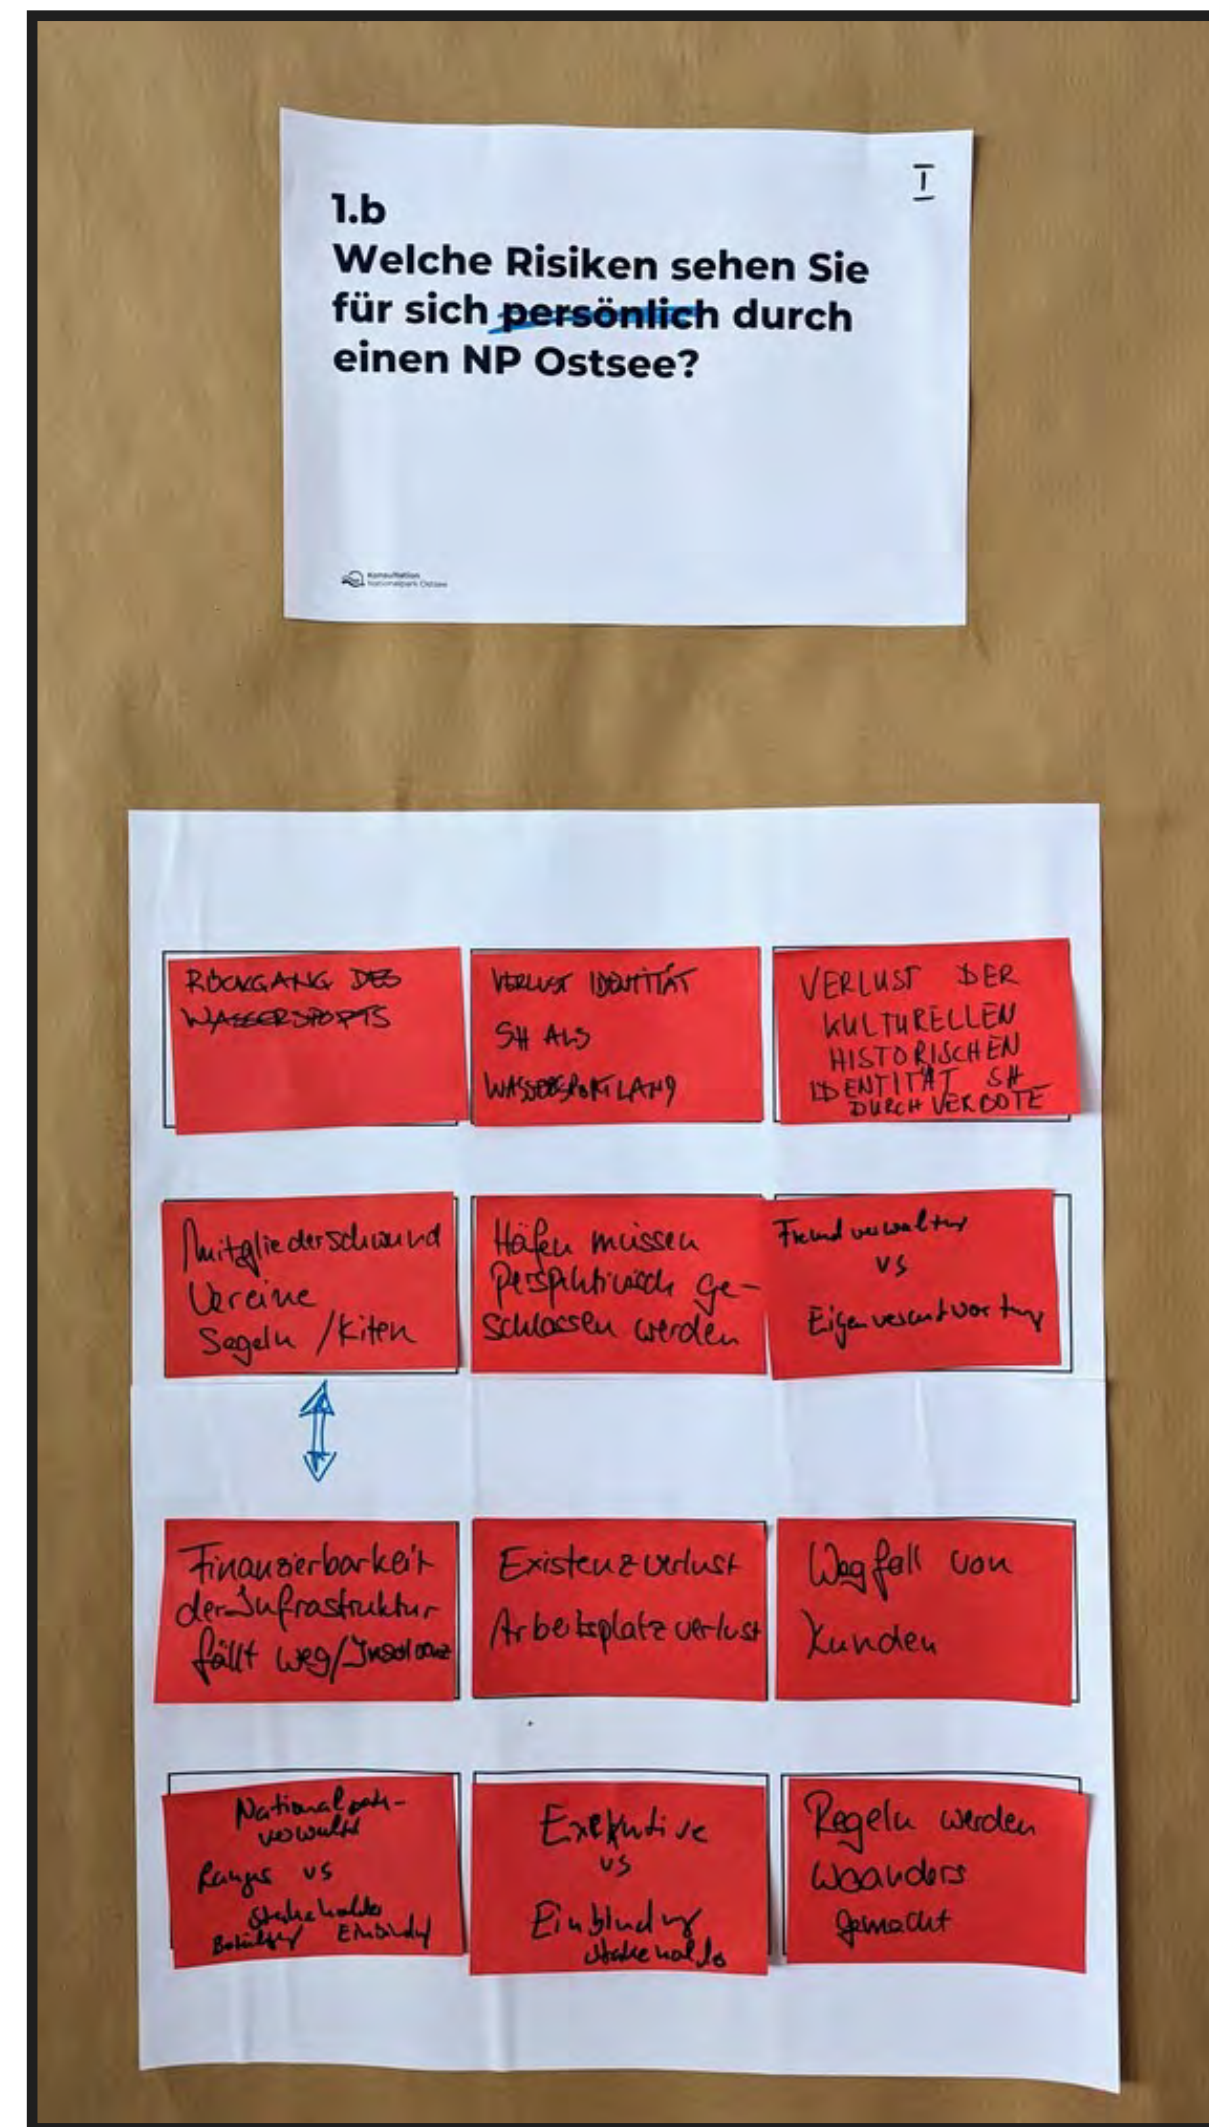 I
1.b
Welche Risiken sehen Sie
für sich persönlich durch
einen NP Ostsee?
Konsultation
Nationalpark Ostsee
RÜCKGANG DES
WASSERSPORTS
VERLUST IDENTITÄT
SH ALS
WASSERSPORTLAND
VERLUST DER
KULTURELLEN
HISTORISCHEN
IDENTITÄT SH
DURCH VERBOTE
Mitgliederschwund
Vereine
Segeln / Kiten
Häfen müssen
perspektivisch ge-
schlossen werden
Fremdverwaltung
vs
Eigenverantwortung
Finanzierbarkeit
der Infrastruktur
fällt weg/Insolvenz
Existenzverlust
Arbeitsplatzverlust
Wegfall von
Kunden
Nationalpark-
Ranger vs
Stakeholder
Einbindung
Exekutive
vs
Einbindung
Stakeholder
Regeln werden
woanders
gemacht